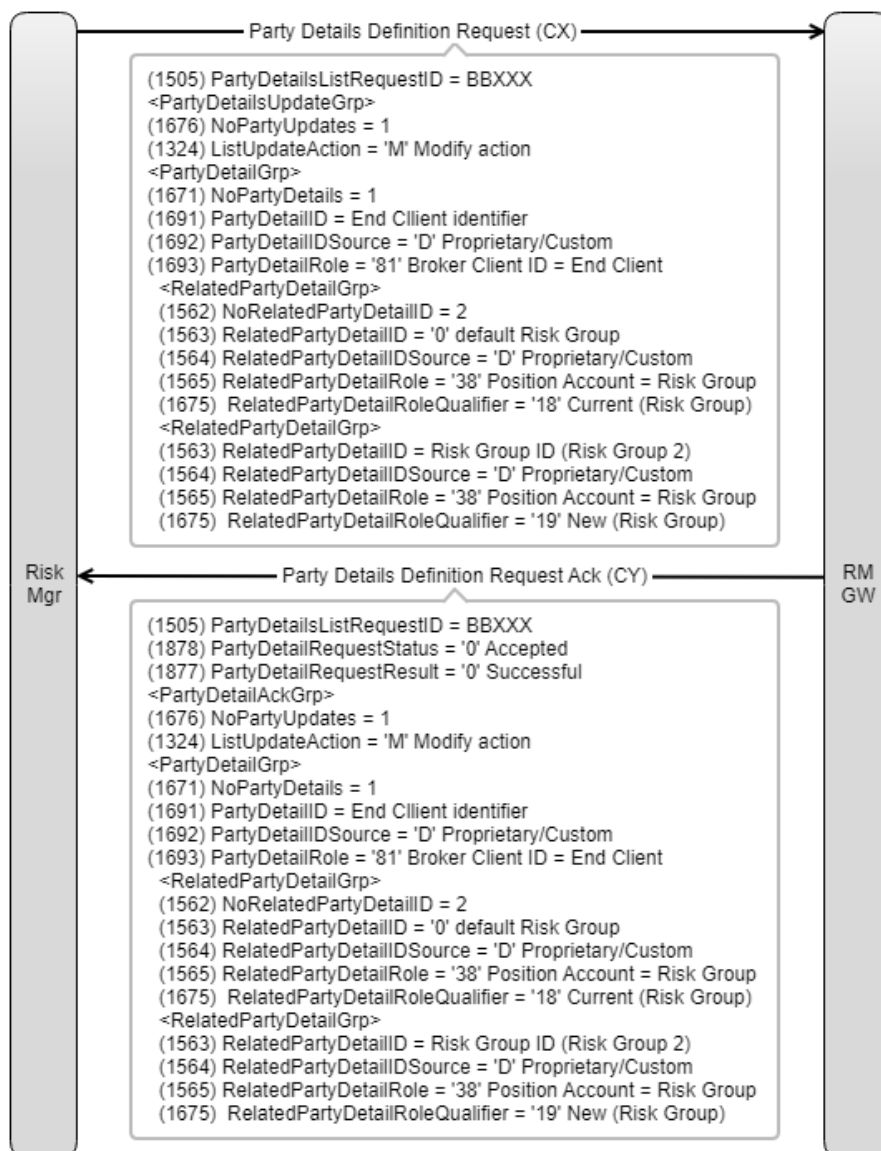 Party Details Definition Request (CX)
(1505) PartyDetailsListRequestID = BBXXX
<PartyDetailsUpdateGrp>
(1676) NoPartyUpdates = 1
(1324) ListUpdateAction = 'M' Modify action
<PartyDetailGrp>
(1671) NoPartyDetails = 1
(1691) PartyDetailID = End Cllient identifier
(1692) PartyDetailIDSource = 'D' Proprietary/Custom
(1693) PartyDetailRole = '81' Broker Client ID = End Client
<RelatedPartyDetailGrp>
(1562) NoRelatedPartyDetailID = 2
(1563) RelatedPartyDetailID = '0' default Risk Group
(1564) RelatedPartyDetailIDSource = 'D' Proprietary/Custom
(1565) RelatedPartyDetailRole = '38' Position Account = Risk Group
(1675)  RelatedPartyDetailRoleQualifier = '18' Current (Risk Group)
<RelatedPartyDetailGrp>
(1563) RelatedPartyDetailID = Risk Group ID (Risk Group 2)
(1564) RelatedPartyDetailIDSource = 'D' Proprietary/Custom
(1565) RelatedPartyDetailRole = '38' Position Account = Risk Group
(1675)  RelatedPartyDetailRoleQualifier = '19' New (Risk Group)
Risk
Mgr
Party Details Definition Request Ack (CY)
RM
GW
(1505) PartyDetailsListRequestID = BBXXX
(1878) PartyDetailRequestStatus = '0' Accepted
(1877) PartyDetailRequestResult = '0' Successful
<PartyDetailAckGrp>
(1676) NoPartyUpdates = 1
(1324) ListUpdateAction = 'M' Modify action
<PartyDetailGrp>
(1671) NoPartyDetails = 1
(1691) PartyDetailID = End Cllient identifier
(1692) PartyDetailIDSource = 'D' Proprietary/Custom
(1693) PartyDetailRole = '81' Broker Client ID = End Client
<RelatedPartyDetailGrp>
(1562) NoRelatedPartyDetailID = 2
(1563) RelatedPartyDetailID = '0' default Risk Group
(1564) RelatedPartyDetailIDSource = 'D' Proprietary/Custom
(1565) RelatedPartyDetailRole = '38' Position Account = Risk Group
(1675)  RelatedPartyDetailRoleQualifier = '18' Current (Risk Group)
<RelatedPartyDetailGrp>
(1563) RelatedPartyDetailID = Risk Group ID (Risk Group 2)
(1564) RelatedPartyDetailIDSource = 'D' Proprietary/Custom
(1565) RelatedPartyDetailRole = '38' Position Account = Risk Group
(1675)  RelatedPartyDetailRoleQualifier = '19' New (Risk Group)